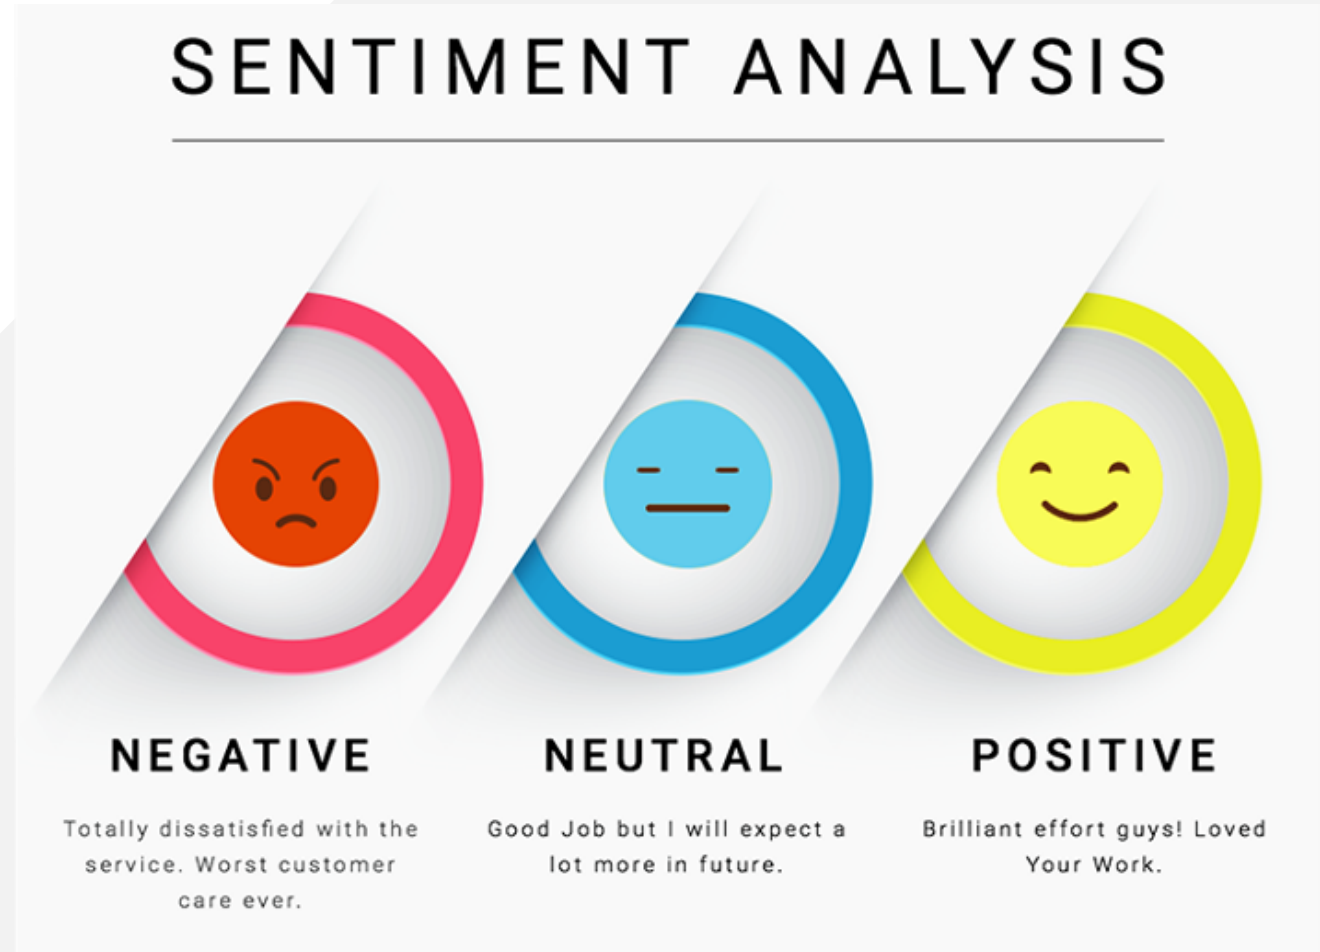 SENTIMENT ANALYSIS
NEGATIVE
Totally dissatisfied with the
service. Worst customer
care ever.
NEUTRAL
Good Job but I will expect a
lot more in future.
POSITIVE
Brilliant effort guys! Loved
Your Work.